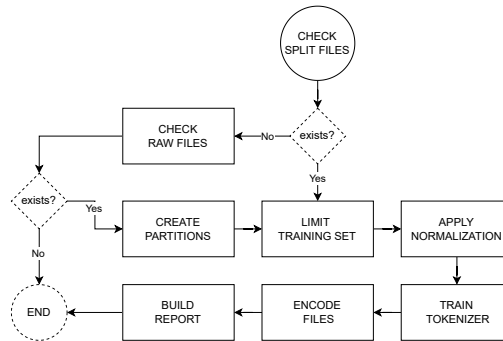 CHECK
SPLIT FILES
exists?
No
CHECK
RAW FILES
Yes
exists?
Yes
CREATE
PARTITIONS
LIMIT
TRAINING SET
APPLY
NORMALIZATION
No
END
BUILD
REPORT
ENCODE
FILES
TRAIN
TOKENIZER